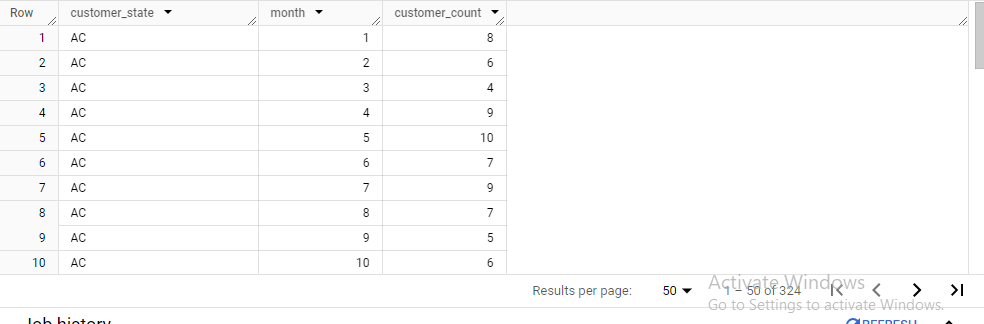 Row customer_state month customer_count
1 AC 1 8
2 AC 2 6
3 AC 3 4
4 AC 4 9
5 AC 5 10
6 AC 6 7
7 AC 7 9
8 AC 8 7
9 AC 9 5
10 AC 10 6
Activate Windows
Results per page: 50 1 – 50 of 324
Go to Settings to activate Windows.
Job history REFRESH